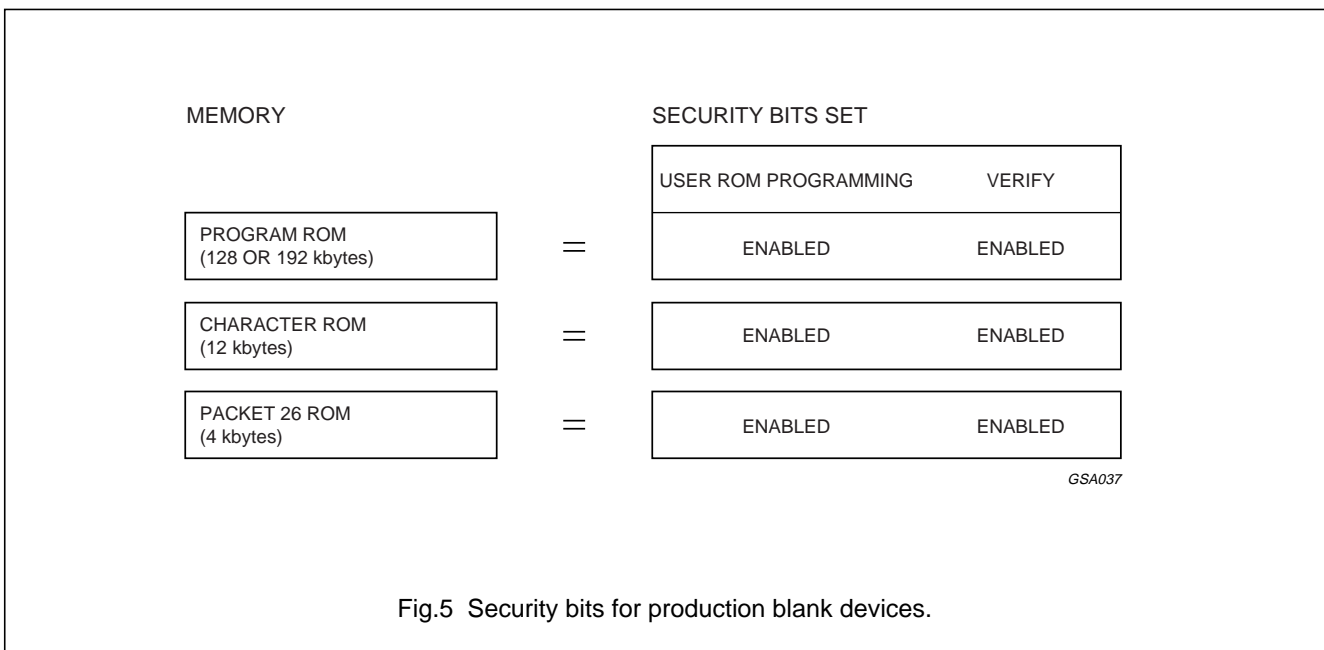 MEMORY SECURITY BITS SET
USER ROM PROGRAMMING VERIFY
PROGRAM ROM
(128 OR 192 kbytes) = ENABLED ENABLED
CHARACTER ROM
(12 kbytes) = ENABLED ENABLED
PACKET 26 ROM
(4 kbytes) = ENABLED ENABLED
GSA037
Fig.5 Security bits for production blank devices.